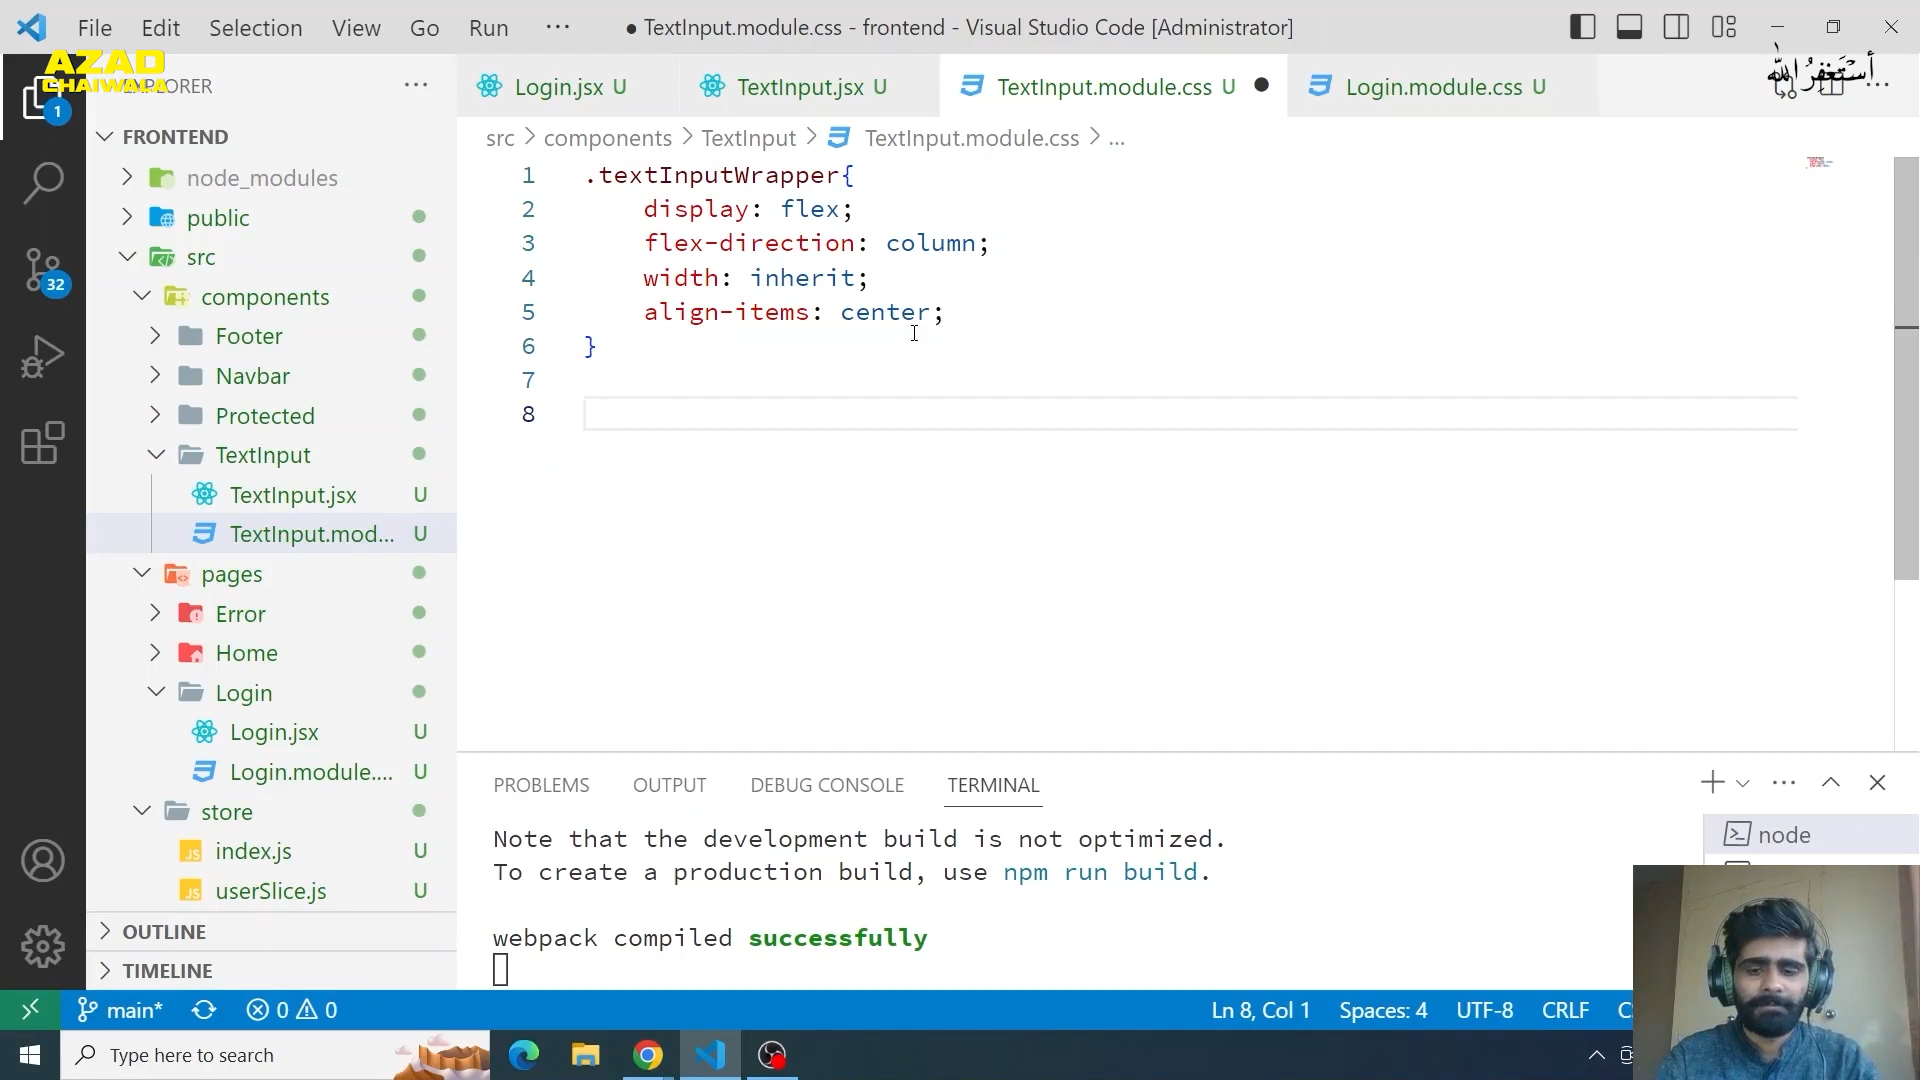 File Edit Selection View Go Run ···
● TextInput.module.css - frontend - Visual Studio Code [Administrator]
AZAD
CHAIWALA
أستغفر الله
Login.jsx U
TextInput.jsx U
TextInput.module.css U
Login.module.css U
src > components > TextInput > TextInput.module.css > ...
FRONTEND
node_modules
public
src
components
Footer
Navbar
Protected
TextInput
TextInput.jsx U
TextInput.mod... U
pages
Error
Home
Login
Login.jsx U
Login.module.... U
store
index.js U
userSlice.js U
OUTLINE
TIMELINE
1
32
1 .textInputWrapper{
2 display: flex;
3 flex-direction: column;
4 width: inherit;
5 align-items: center;
6 }
7
8
PROBLEMS OUTPUT DEBUG CONSOLE TERMINAL
Note that the development build is not optimized.
To create a production build, use npm run build.
webpack compiled successfully
node
main* 0 0 Ln 8, Col 1 Spaces: 4 UTF-8 CRLF
Type here to search